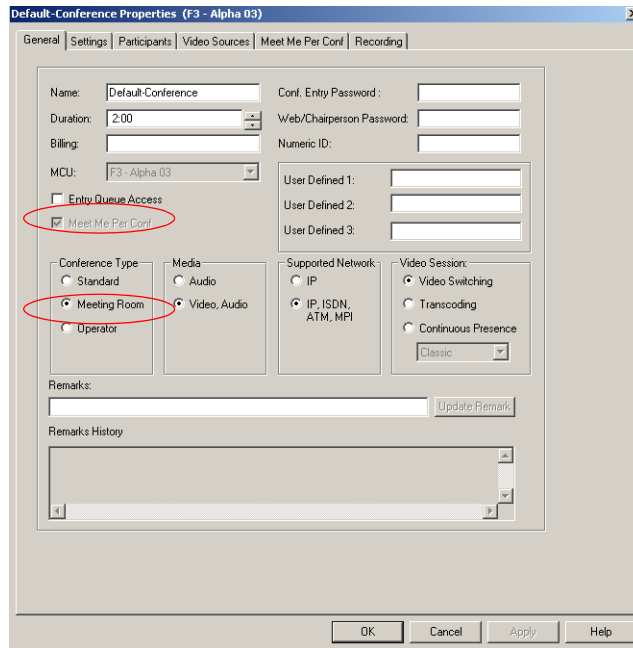 Default-Conference Properties (F3 - Alpha 03)
General Settings Participants Video Sources Meet Me Per Conf Recording
Name: Default-Conference
Duration: 2:00
Billing:
MCU: F3 - Alpha 03
Entry Queue Access
Meet Me Per Conf
Conf. Entry Password :
Web/Chairperson Password:
Numeric ID:
User Defined 1:
User Defined 2:
User Defined 3:
Conference Type
Standard
Meeting Room
Operator
Media
Audio
Video, Audio
Supported Network
IP
IP, ISDN,
ATM, MPI
Video Session:
Video Switching
Transcoding
Continuous Presence
Classic
Remarks:
Update Remark
Remarks History
OK Cancel Apply Help